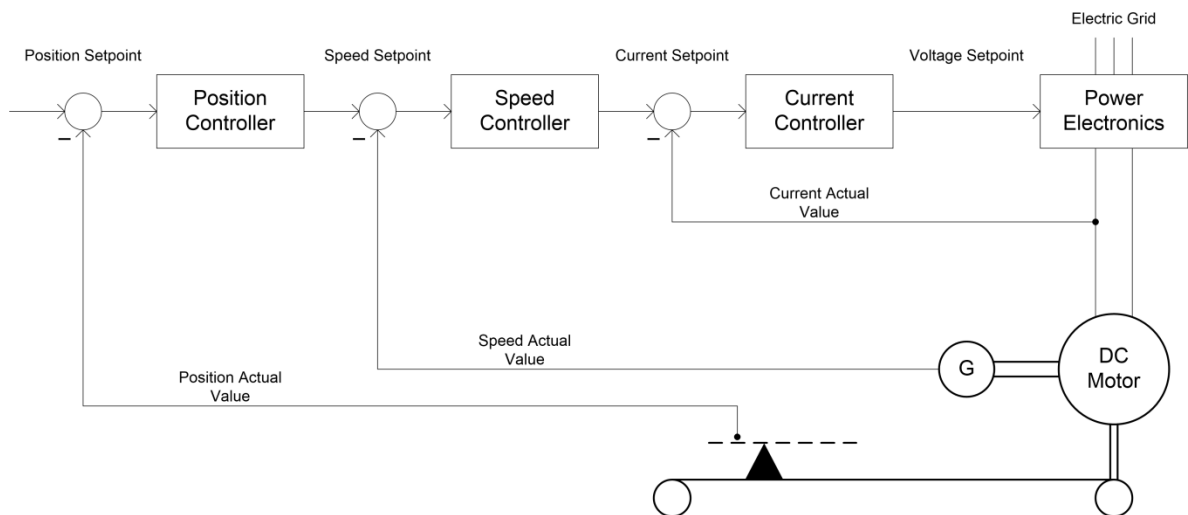 Electric Grid
Position Setpoint
Speed Setpoint
Current Setpoint
Voltage Setpoint
Position
Controller
Speed
Controller
Current
Controller
Power
Electronics
Current Actual
Value
Speed Actual
Value
G
DC
Motor
Position Actual
Value